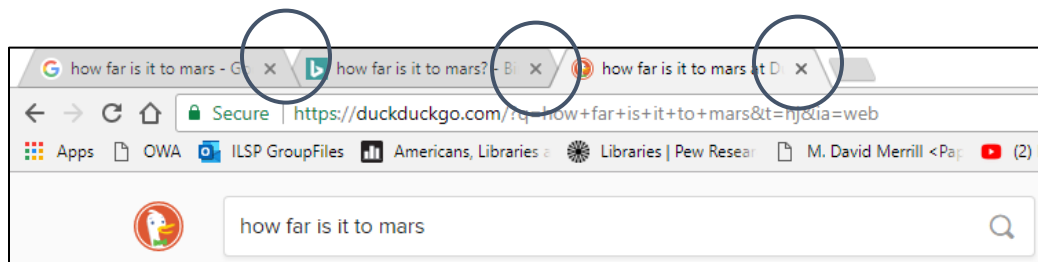 how far is it to mars - G how far is it to mars? - Bi how far is it to mars at D
Secure | https://duckduckgo.com/?q=how+far+is+it+to+mars&t=hj&ia=web
Apps OWA ILSP GroupFiles Americans, Libraries a Libraries | Pew Resear M. David Merrill <Pap (2)
how far is it to mars